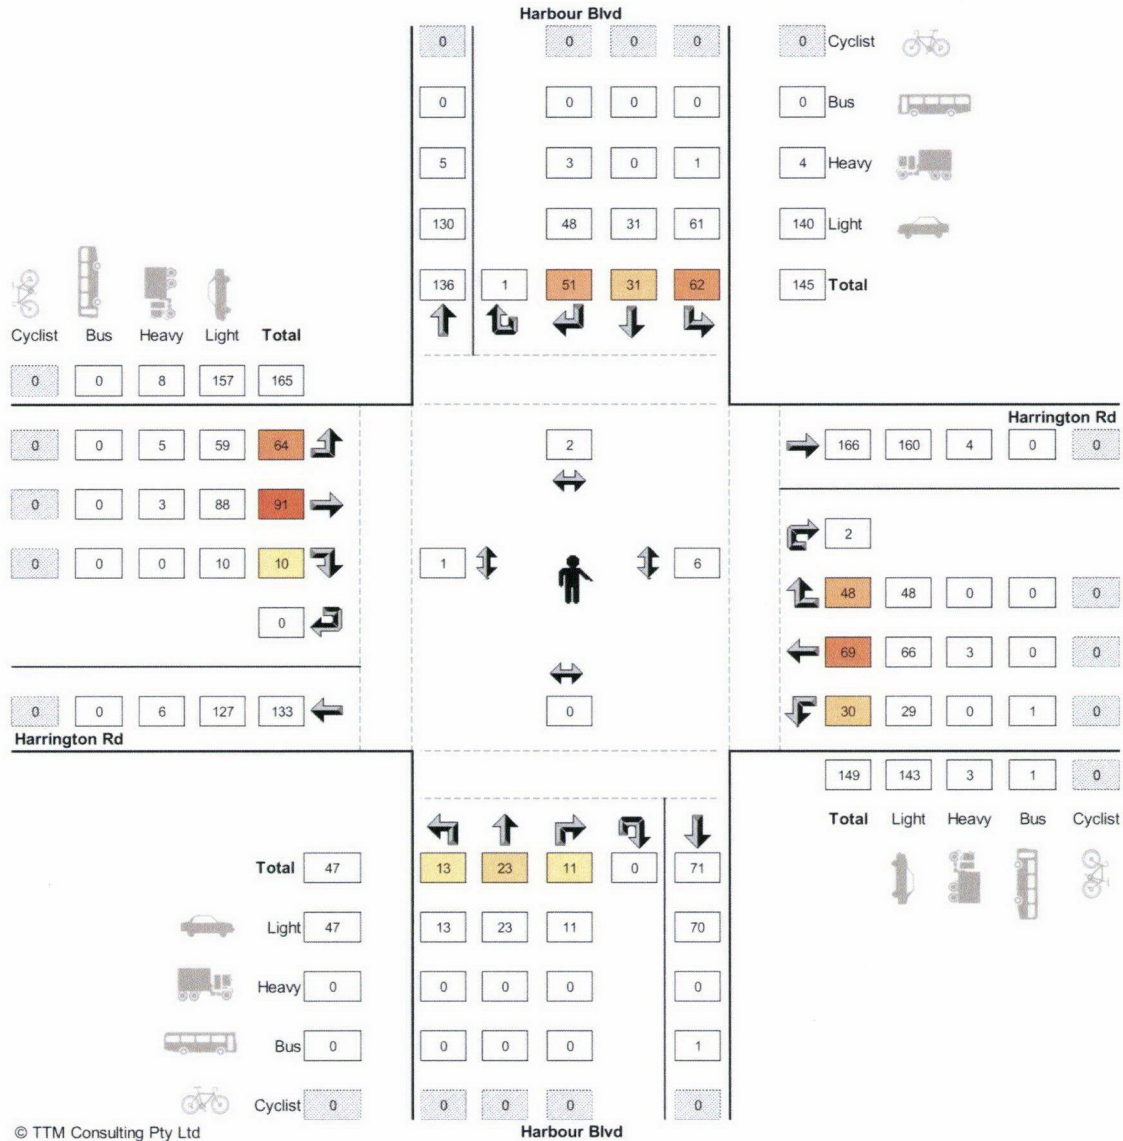 Harbour Blvd
0 0 0 0 0 Cyclist
0 0 0 0 0 Bus
5 3 0 1 4 Heavy
130 48 31 61 140 Light
136 1 51 31 62 145 Total
Cyclist Bus Heavy Light Total
0 0 8 157 165
Harrington Rd
0 0 5 59 64 2 166 160 4 0 0
0 0 3 88 91 2
0 0 0 10 10 1 6
48 48 0 0 0
0
69 66 3 0 0
0 0 6 127 133 0 30 29 0 1 0
Harrington Rd
149 143 3 1 0
Total Light Heavy Bus Cyclist
Total 47 13 23 11 0 71
Light 47 13 23 11 70
Heavy 0 0 0 0 0
Bus 0 0 0 0 1
Cyclist 0 0 0 0 0
© TTM Consulting Pty Ltd
Harbour Blvd